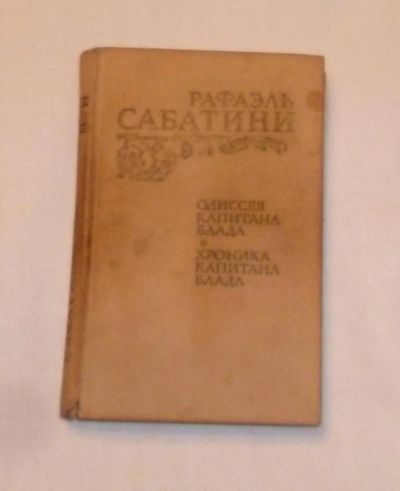 РАФАЭЛЬ
САБАТИНИ
ОДИССЕЯ
КАПИТАНА
БЛАДА
ХРОНИКА
КАПИТАНА
БЛАДА